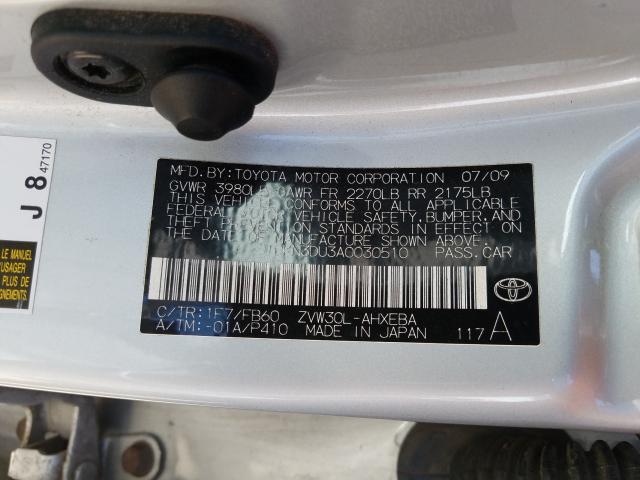 MFD. BY: TOYOTA MOTOR CORPORATION 07/09
GVWR 3980LB GAWR FR 2270LB RR 2175LB
THIS VEHICLE CONFORMS TO ALL APPLICABLE
FEDERAL MOTOR VEHICLE SAFETY, BUMPER, AND
THEFT PREVENTION STANDARDS IN EFFECT ON
THE DATE OF MANUFACTURE SHOWN ABOVE.
DU3A0030510 PASS. CAR
C/TR: 1F7/FB60 ZVW30L-AHXEBA
A/TM: -01A/P410 MADE IN JAPAN 117 A
TOYOTA
J 8 47170
LE MANUEL
USAGER
PLUS DE
IGNEMENTS